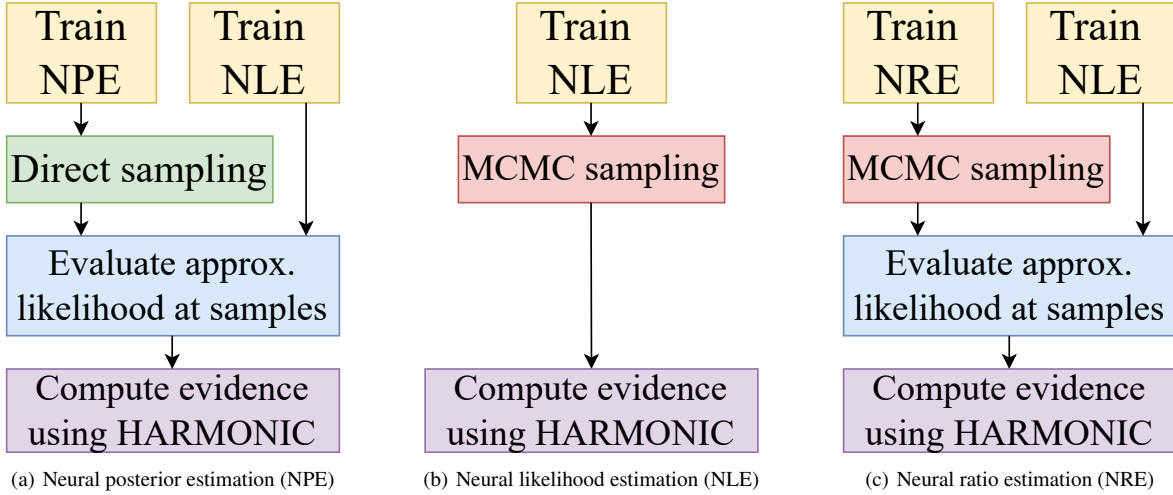 Train
NPE
Train
NLE
Direct sampling
Evaluate approx.
likelihood at samples
Compute evidence
using HARMONIC
(a) Neural posterior estimation (NPE)
Train
NLE
MCMC sampling
Compute evidence
using HARMONIC
(b) Neural likelihood estimation (NLE)
Train
NRE
Train
NLE
MCMC sampling
Evaluate approx.
likelihood at samples
Compute evidence
using HARMONIC
(c) Neural ratio estimation (NRE)